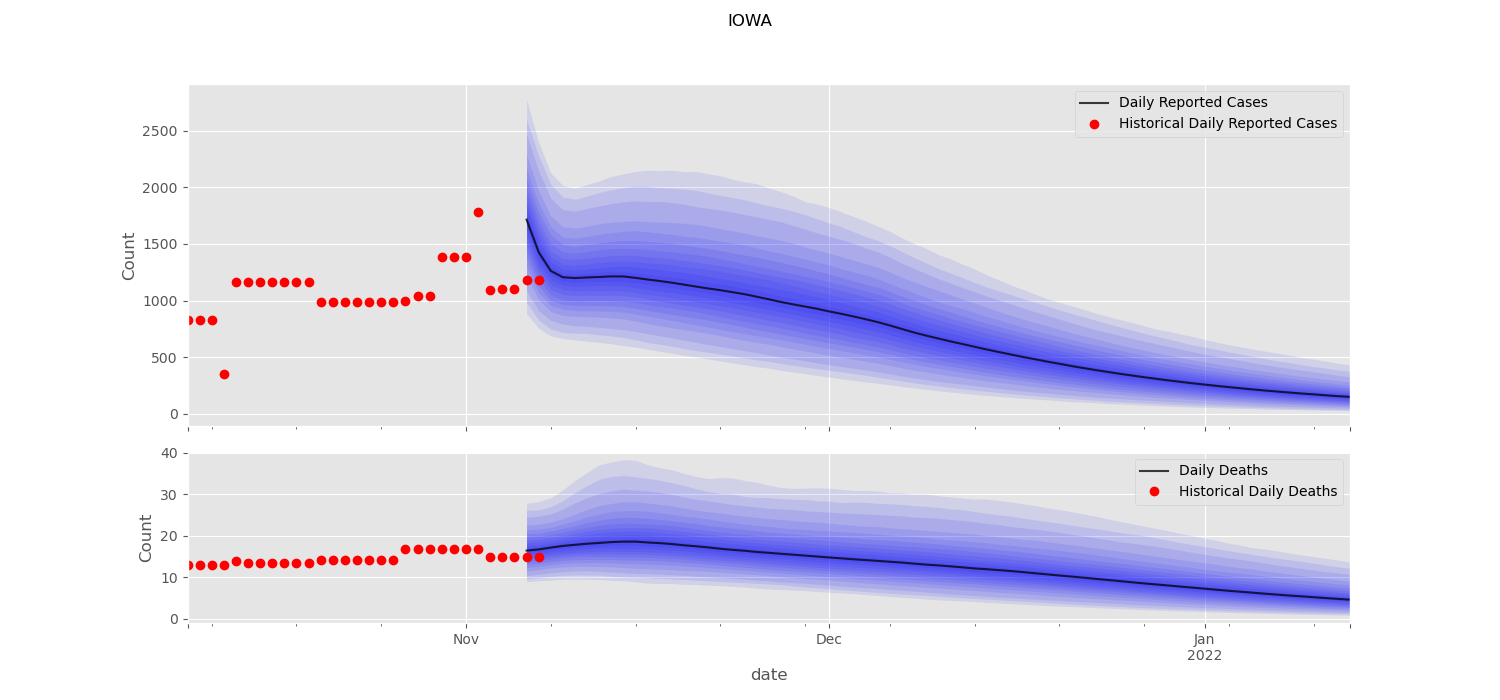 IOWA
Count
2500
2000
1500
1000
500
0
Daily Reported Cases
Historical Daily Reported Cases
Count
40
30
20
10
0
Daily Deaths
Historical Daily Deaths
Nov
Dec
Jan
2022
date